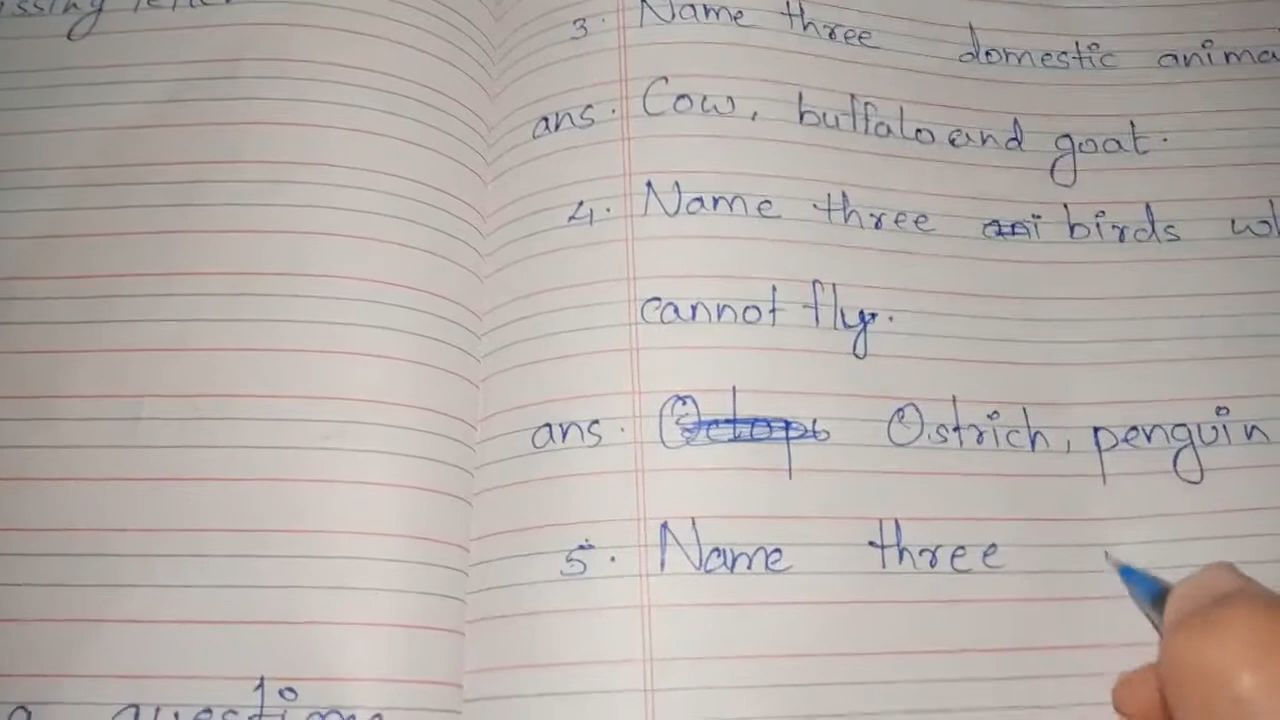 3. Name three domestic anima
ans. Cow, buffalo and goat.
4. Name three birds
cannot fly.
ans. Ostrich, penguin
5. Name three
10